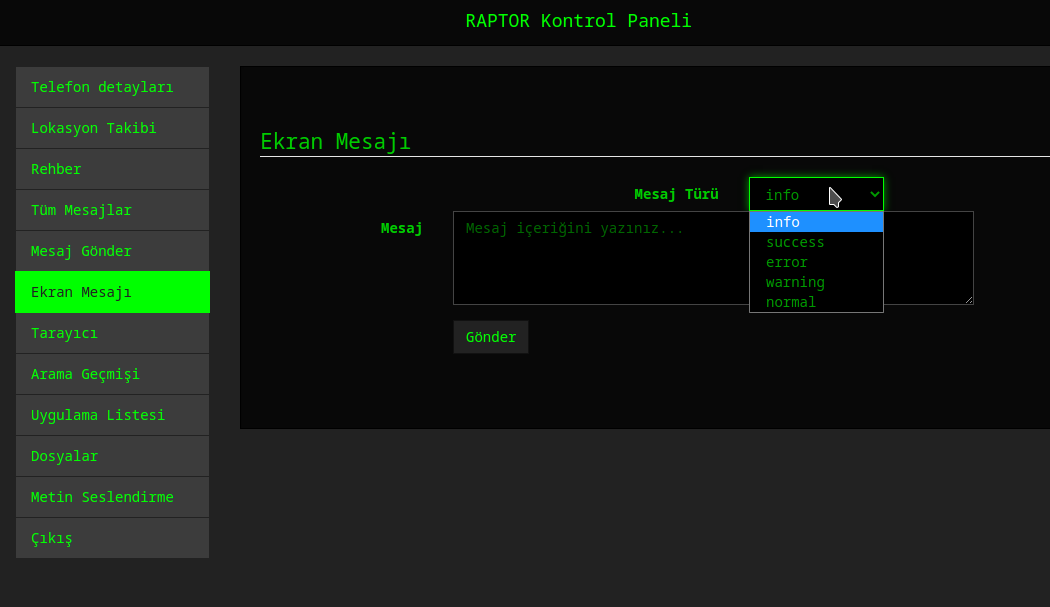 RAPTOR Kontrol Paneli
Telefon detayları
Lokasyon Takibi
Rehber
Tüm Mesajlar
Mesaj Gönder
Ekran Mesajı
Tarayıcı
Arama Geçmişi
Uygulama Listesi
Dosyalar
Metin Seslendirme
Çıkış
Ekran Mesajı
Mesaj Türü
info
info
success
error
warning
normal
Mesaj
Mesaj içeriğini yazınız...
Gönder